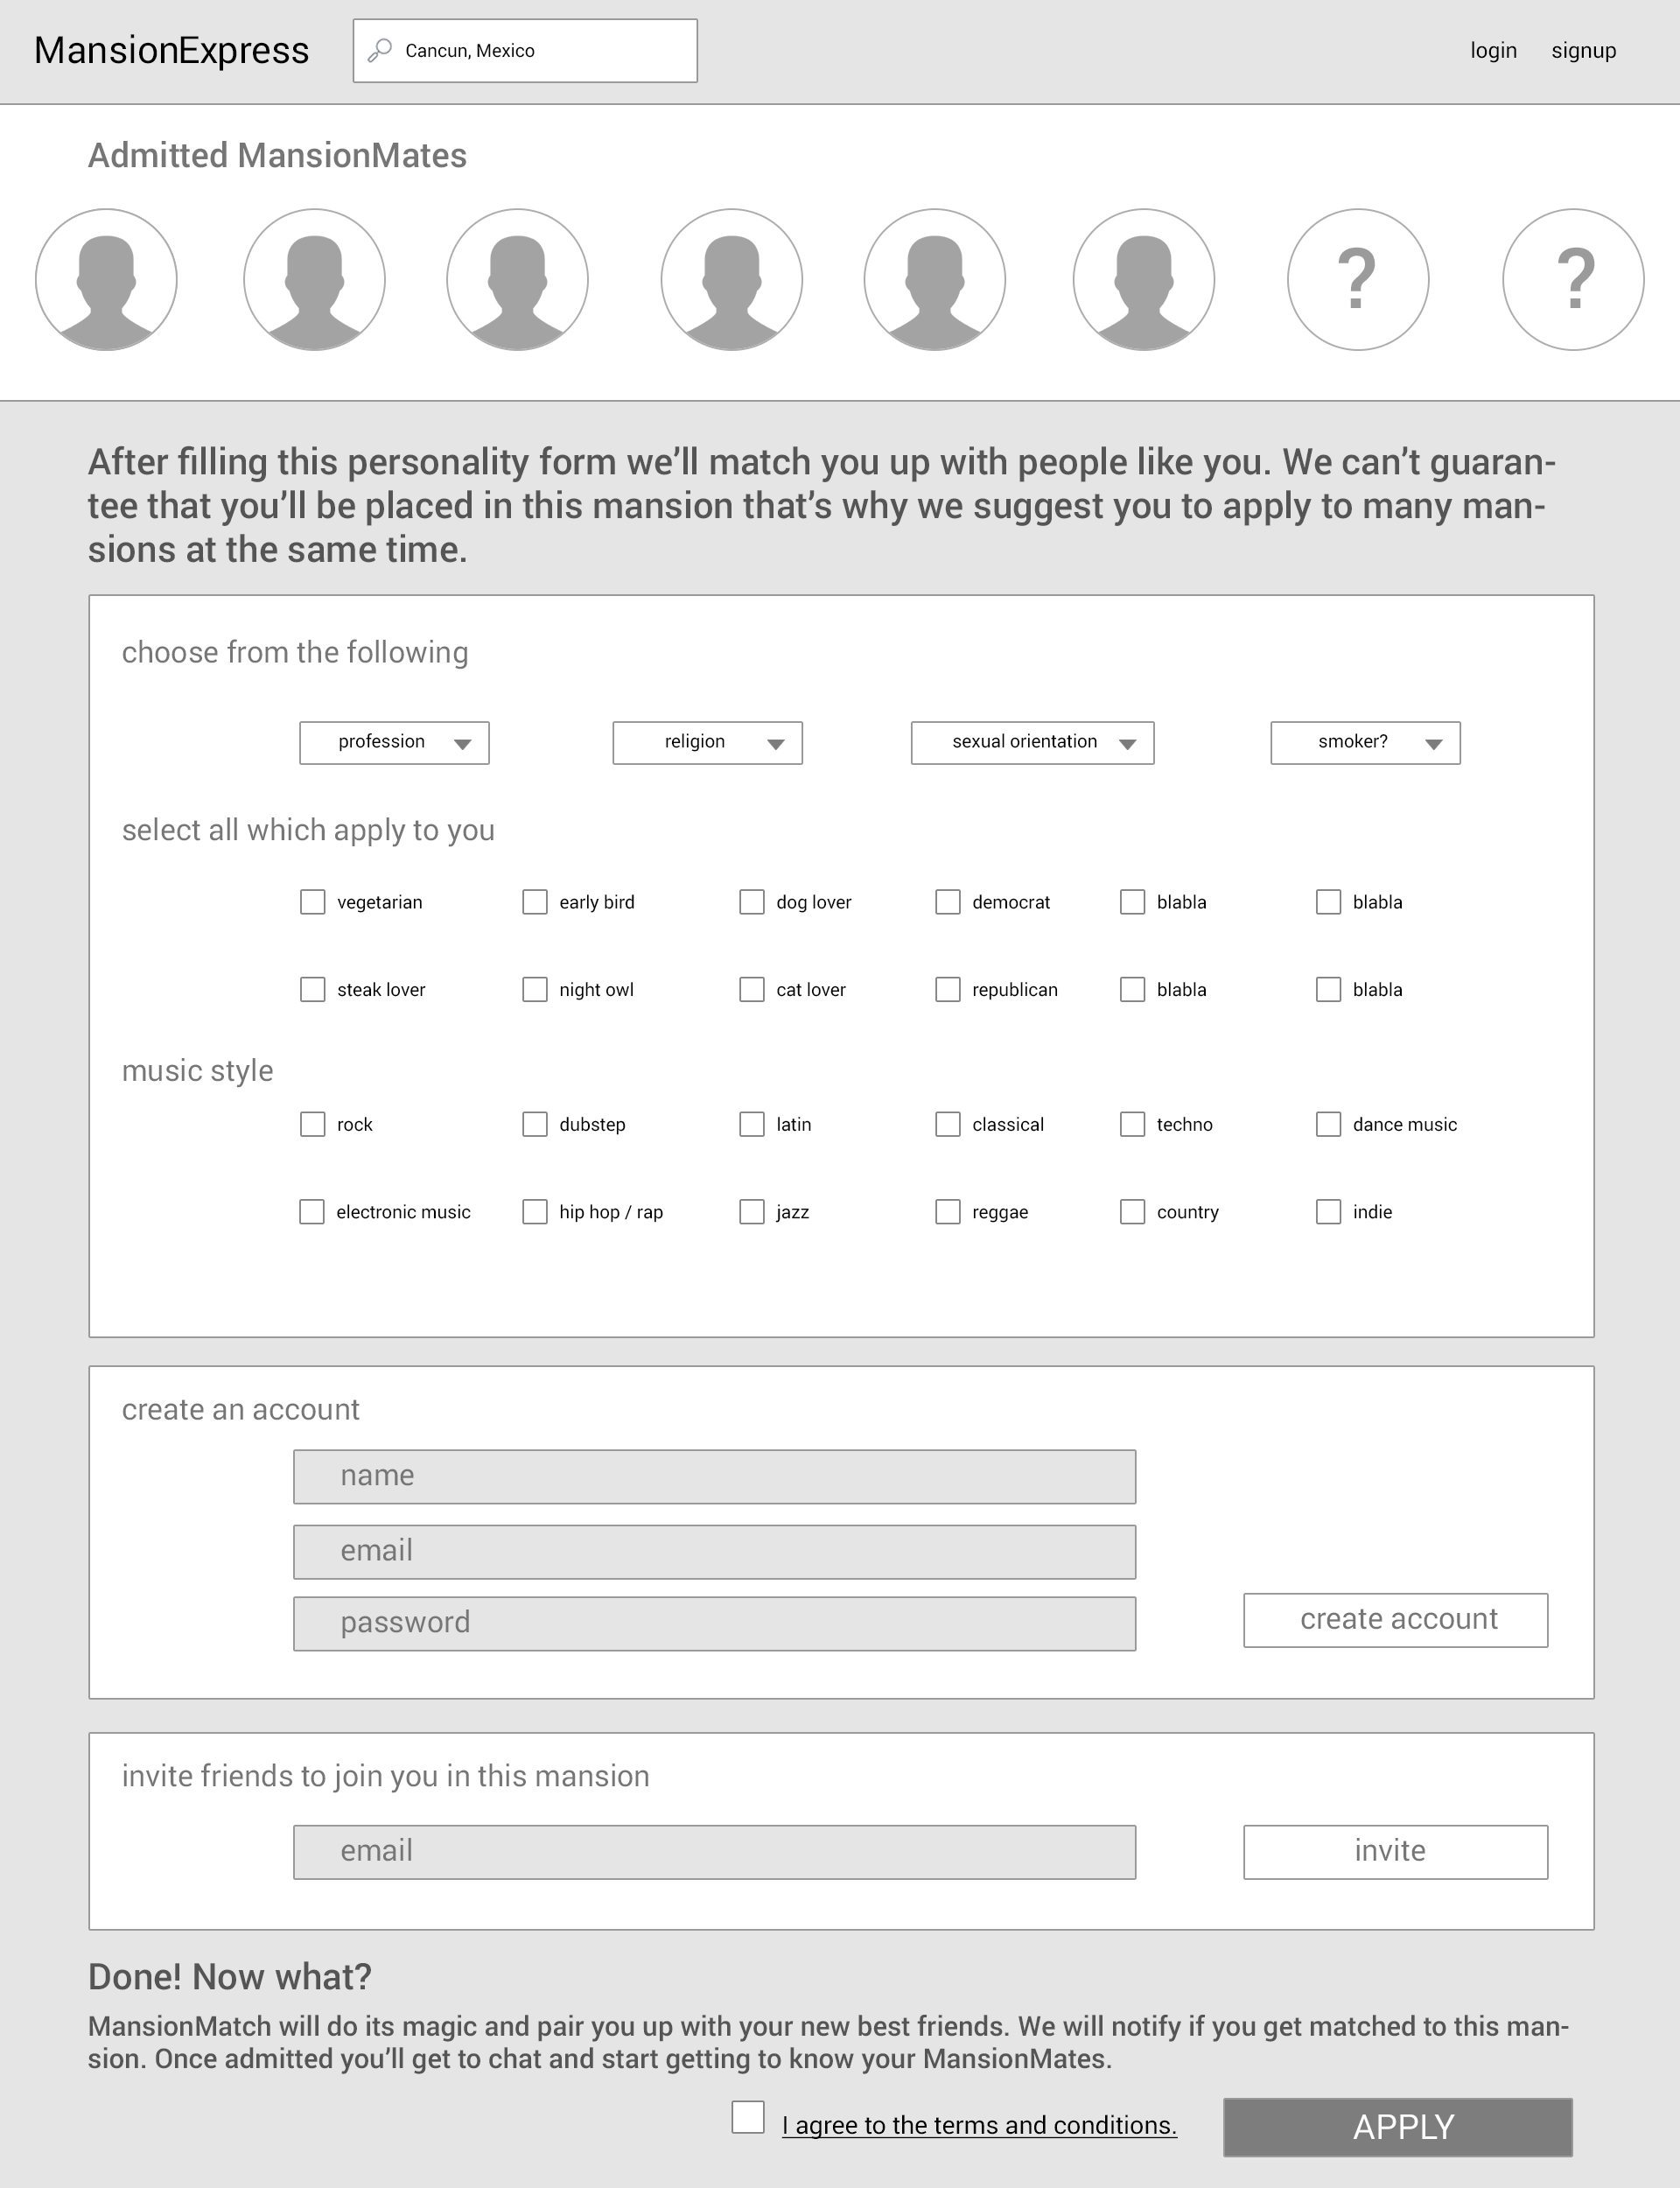 MansionExpress
Cancun, Mexico
login signup
Admitted MansionMates
? ?
After filling this personality form we’ll match you up with people like you. We can’t guaran-
tee that you’ll be placed in this mansion that’s why we suggest you to apply to many man-
sions at the same time.
choose from the following
profession religion sexual orientation smoker?
select all which apply to you
vegetarian early bird dog lover democrat blabla blabla
steak lover night owl cat lover republican blabla blabla
music style
rock dubstep latin classical techno dance music
electronic music hip hop / rap jazz reggae country indie
create an account
name
email
password
create account
invite friends to join you in this mansion
email invite
Done! Now what?
MansionMatch will do its magic and pair you up with your new best friends. We will notify if you get matched to this man-
sion. Once admitted you’ll get to chat and start getting to know your MansionMates.
I agree to the terms and conditions. APPLY